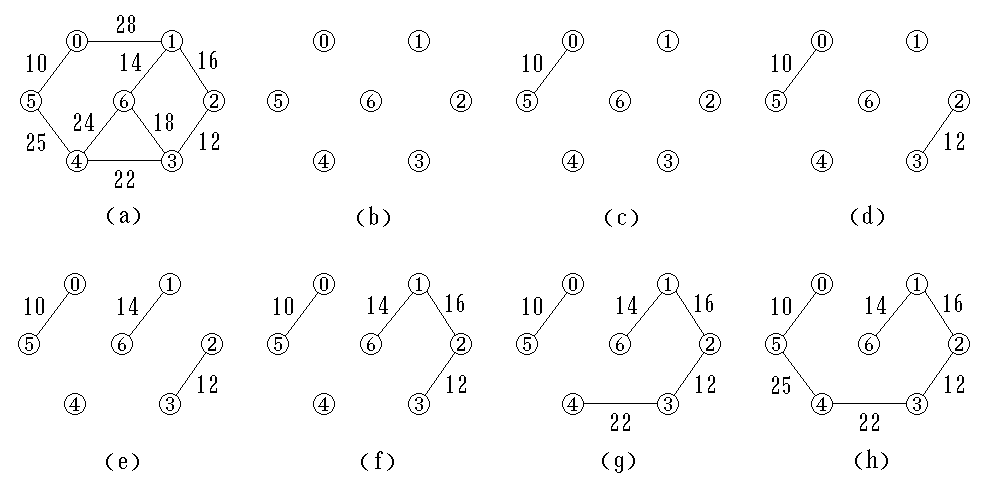 28
0 1 0 1 0 1 0 1
10 14 16 10 10
5 6 2 5 6 2 5 6 2 5 6 2
25 24 18 12 12
4 3 4 3 4 3 4 3
22
(a) (b) (c) (d)
0 1 0 1 0 1 0 1
10 14 10 14 16 10 14 16 10 14 16
5 6 2 5 6 2 5 6 2 5 6 2
12 12 12 25 12
4 3 4 3 4 3 4 3
22 22
(e) (f) (g) (h)